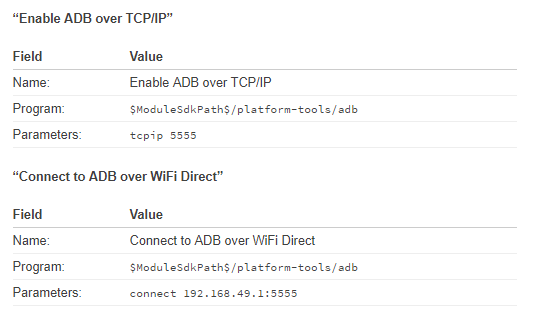 “Enable ADB over TCP/IP”
Field Value
Name: Enable ADB over TCP/IP
Program: $ModuleSdkPath$/platform-tools/adb
Parameters: tcpip 5555
“Connect to ADB over WiFi Direct”
Field Value
Name: Connect to ADB over WiFi Direct
Program: $ModuleSdkPath$/platform-tools/adb
Parameters: connect 192.168.49.1:5555